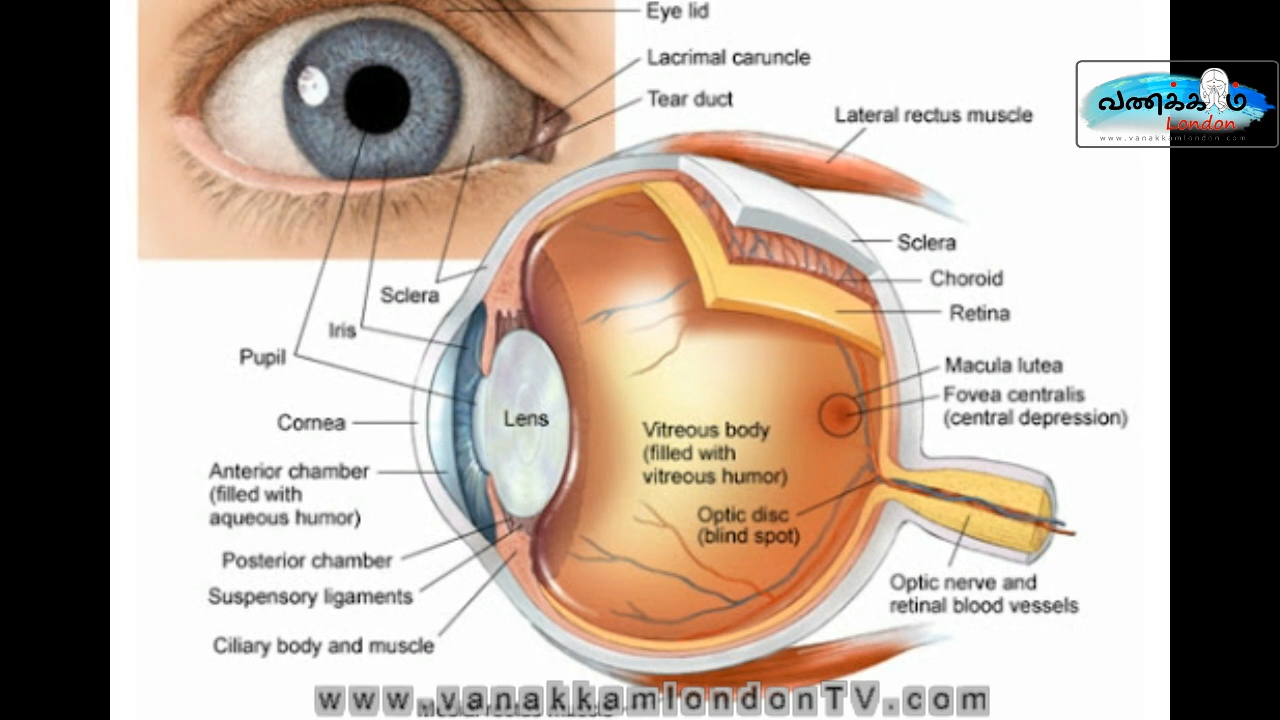 Eye lid
Lacrimal caruncle
Tear duct
Lateral rectus muscle
வணக்கம்
London
www.vanakkamlondon.com
Sclera
Choroid
Retina
Sclera
Iris
Pupil
Macula lutea
Fovea centralis
(central depression)
Cornea
Lens
Vitreous body
(filled with
vitreous humor)
Anterior chamber
(filled with
aqueous humor)
Optic disc
(blind spot)
Posterior chamber
Suspensory ligaments
Optic nerve and
retinal blood vessels
Ciliary body and muscle
www.vanakkamlondonTV.com